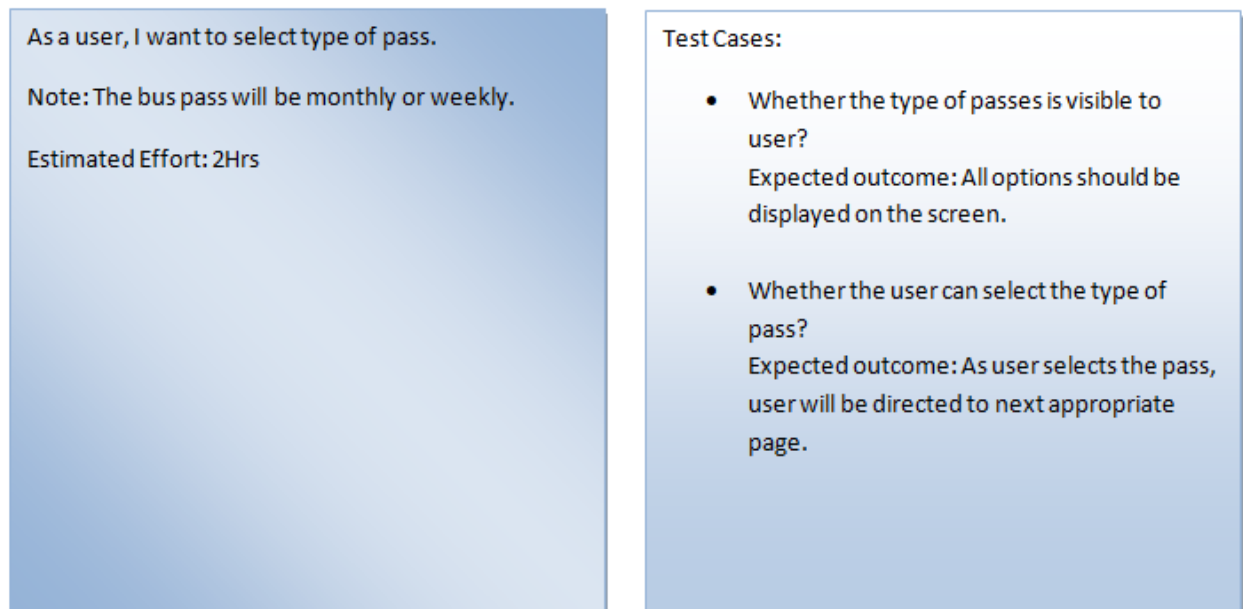 As a user, I want to select type of pass.
Note: The bus pass will be monthly or weekly.
Estimated Effort: 2Hrs
Test Cases:
• Whether the type of passes is visible to
user?
Expected outcome: All options should be
displayed on the screen.
• Whether the user can select the type of
pass?
Expected outcome: As user selects the pass,
user will be directed to next appropriate
page.